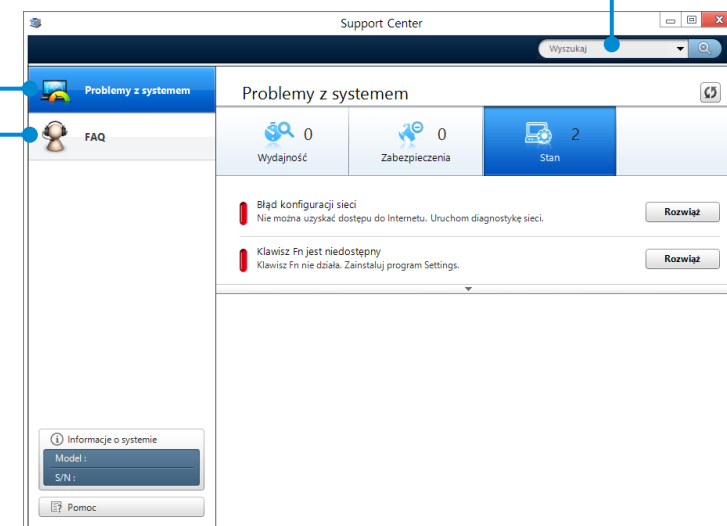 Support Center
Wyszukaj
Problemy z systemem
FAQ
Problemy z systemem
0
Wydajność
0
Zabezpieczenia
2
Stan
Błąd konfiguracji sieci
Nie można uzyskać dostępu do Internetu. Uruchom diagnostykę sieci.
Rozwiąż
Klawisz Fn jest niedostępny
Klawisz Fn nie działa. Zainstaluj program Settings.
Rozwiąż
Informacje o systemie
Model :
S/N :
Pomoc